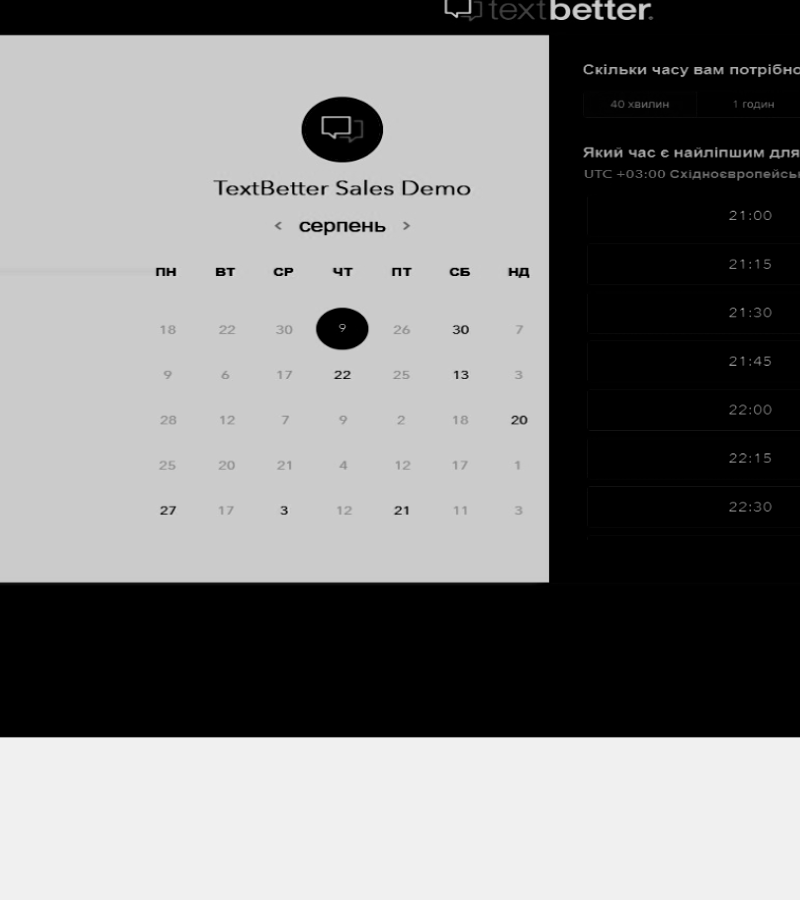 textbetter.
TextBetter Sales Demo
< серпень >
ПН ВТ СР ЧТ ПТ СБ НД
18 22 30 9 26 30 7
9 6 17 22 25 13 3
28 12 7 9 2 18 20
25 20 21 4 12 17 1
27 17 3 12 21 11 3
Скільки часу вам потрібно
40 хвилин 1 годин
Який час є найліпшим для
UTC +03:00 Східноєвропейсь
21:00
21:15
21:30
21:45
22:00
22:15
22:30